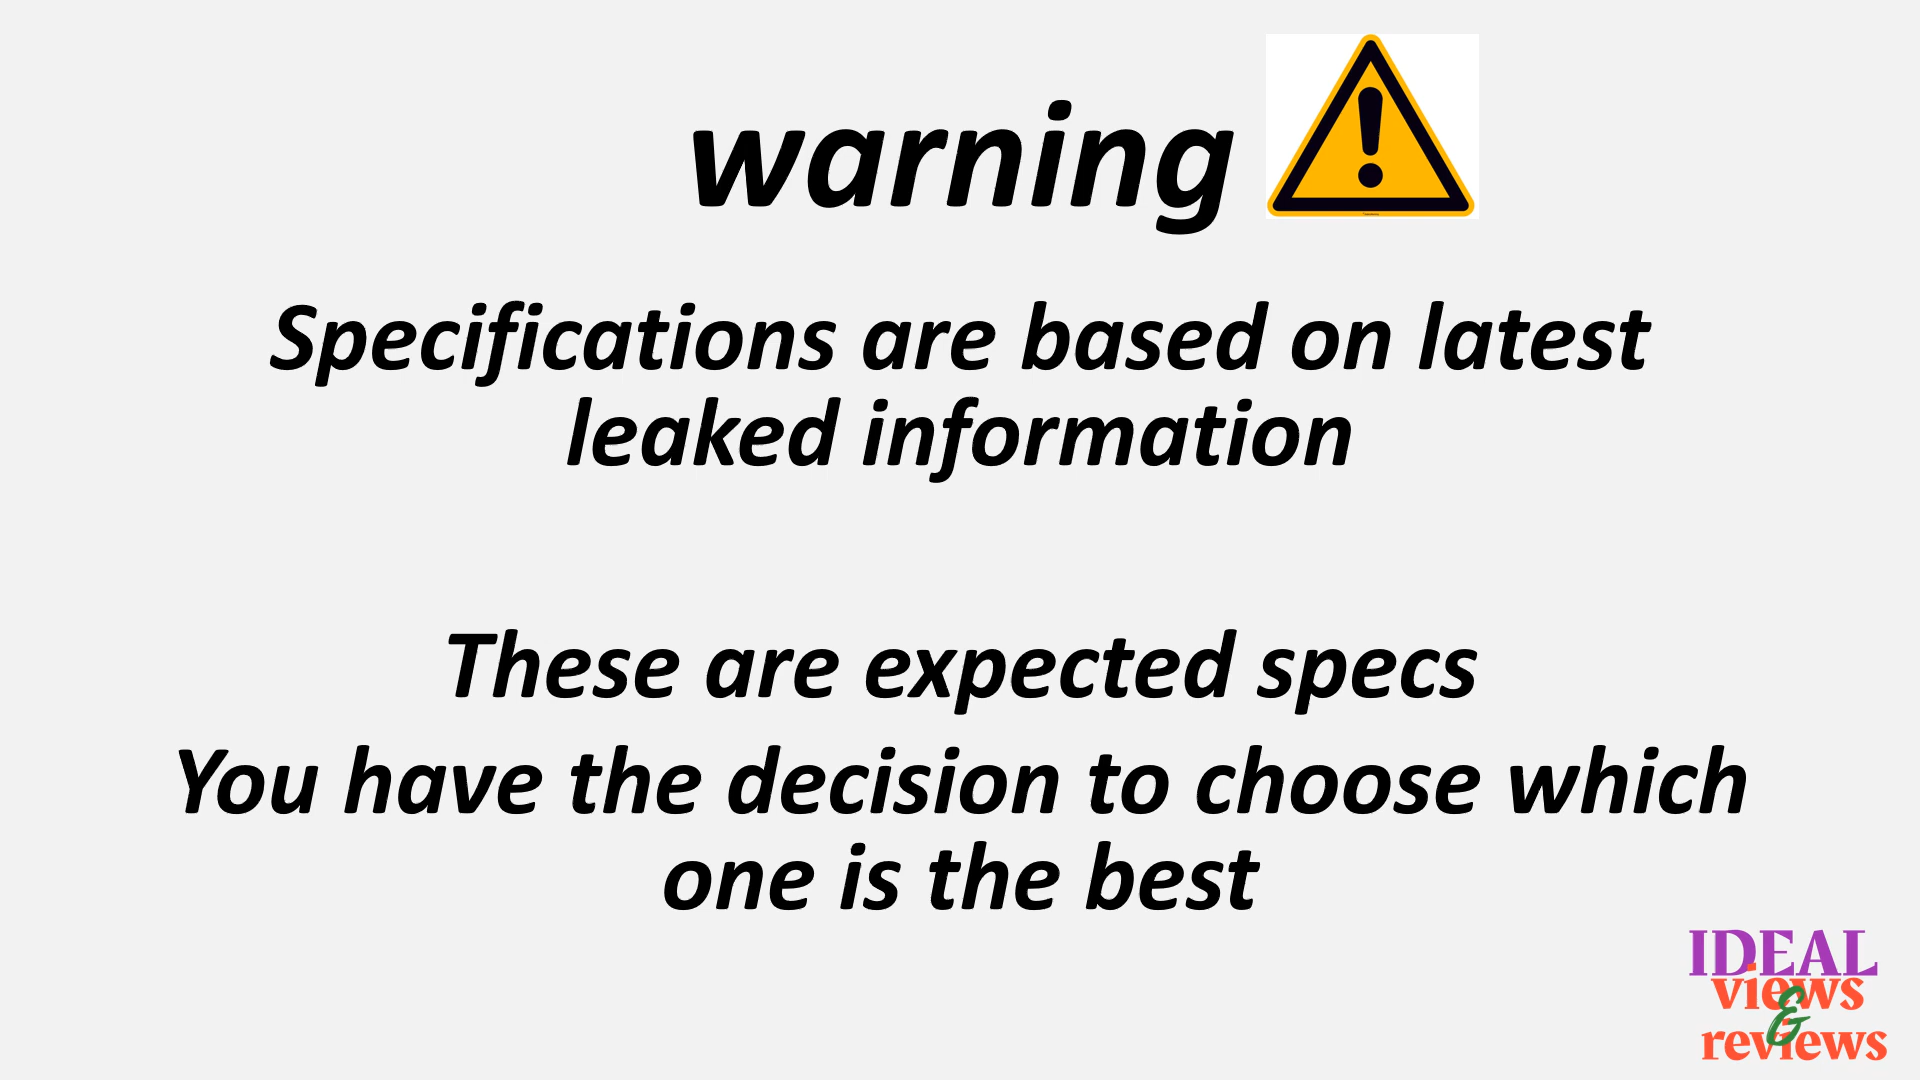 warning
Specifications are based on latest
leaked information
These are expected specs
You have the decision to choose which
one is the best
IDEAL
views
&
reviews